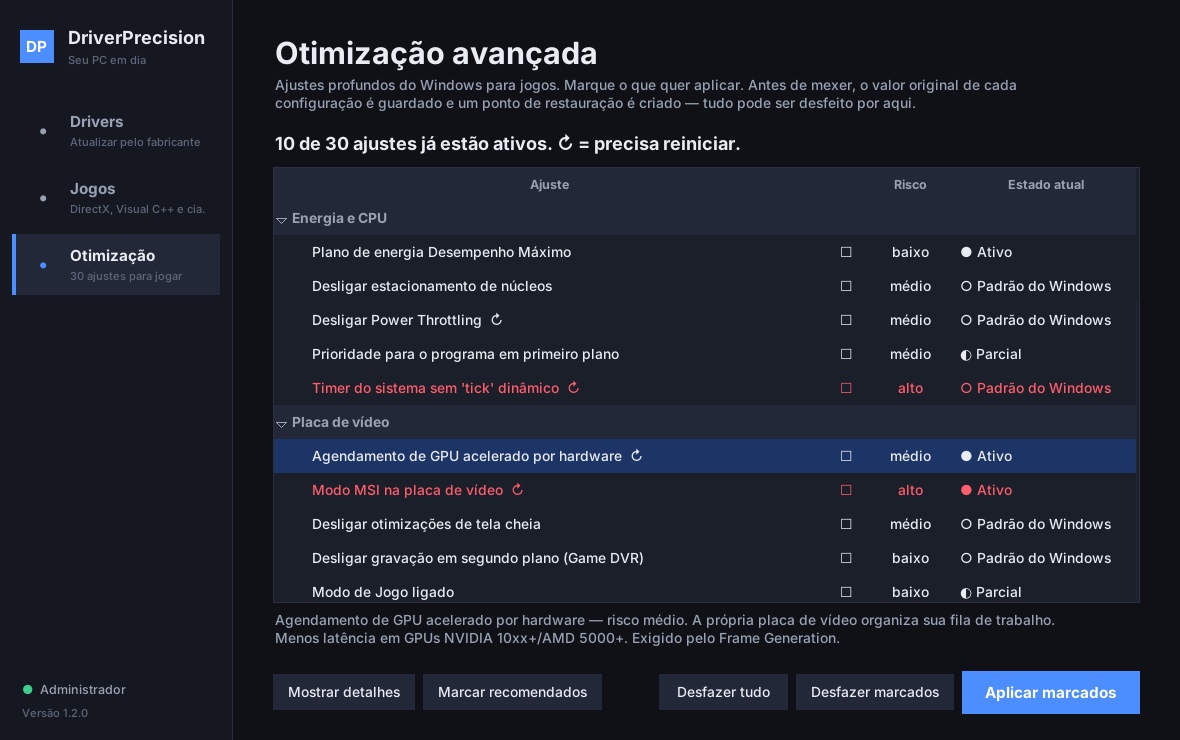 DP
DriverPrecision
Seu PC em dia
Drivers
Atualizar pelo fabricante
Jogos
DirectX, Visual C++ e cia.
Otimização
30 ajustes para jogar
Administrador
Versão 1.2.0
Otimização avançada
Ajustes profundos do Windows para jogos. Marque o que quer aplicar. Antes de mexer, o valor original de cada
configuração é guardado e um ponto de restauração é criado — tudo pode ser desfeito por aqui.
10 de 30 ajustes já estão ativos. ↻ = precisa reiniciar.
Ajuste Risco Estado atual
▽ Energia e CPU
Plano de energia Desempenho Máximo ☐ baixo ● Ativo
Desligar estacionamento de núcleos ☐ médio ○ Padrão do Windows
Desligar Power Throttling ↻ ☐ médio ○ Padrão do Windows
Prioridade para o programa em primeiro plano ☐ médio ◐ Parcial
Timer do sistema sem 'tick' dinâmico ↻ ☐ alto ○ Padrão do Windows
▽ Placa de vídeo
Agendamento de GPU acelerado por hardware ↻ ☐ médio ● Ativo
Modo MSI na placa de vídeo ↻ ☐ alto ● Ativo
Desligar otimizações de tela cheia ☐ médio ○ Padrão do Windows
Desligar gravação em segundo plano (Game DVR) ☐ baixo ○ Padrão do Windows
Modo de Jogo ligado ☐ baixo ◐ Parcial
Agendamento de GPU acelerado por hardware — risco médio. A própria placa de vídeo organiza sua fila de trabalho.
Menos latência em GPUs NVIDIA 10xx+/AMD 5000+. Exigido pelo Frame Generation.
Mostrar detalhes Marcar recomendados Desfazer tudo Desfazer marcados Aplicar marcados